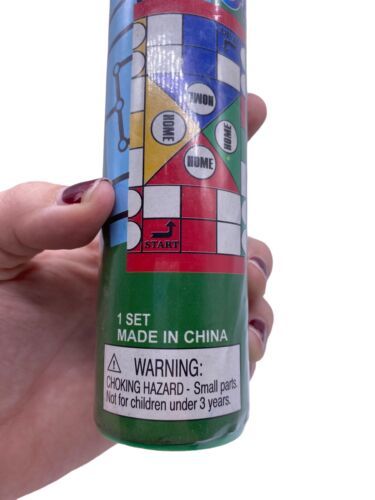 HOME
HOME
HOME
HOME
START
1 SET
MADE IN CHINA
WARNING:
CHOKING HAZARD - Small parts.
Not for children under 3 years.